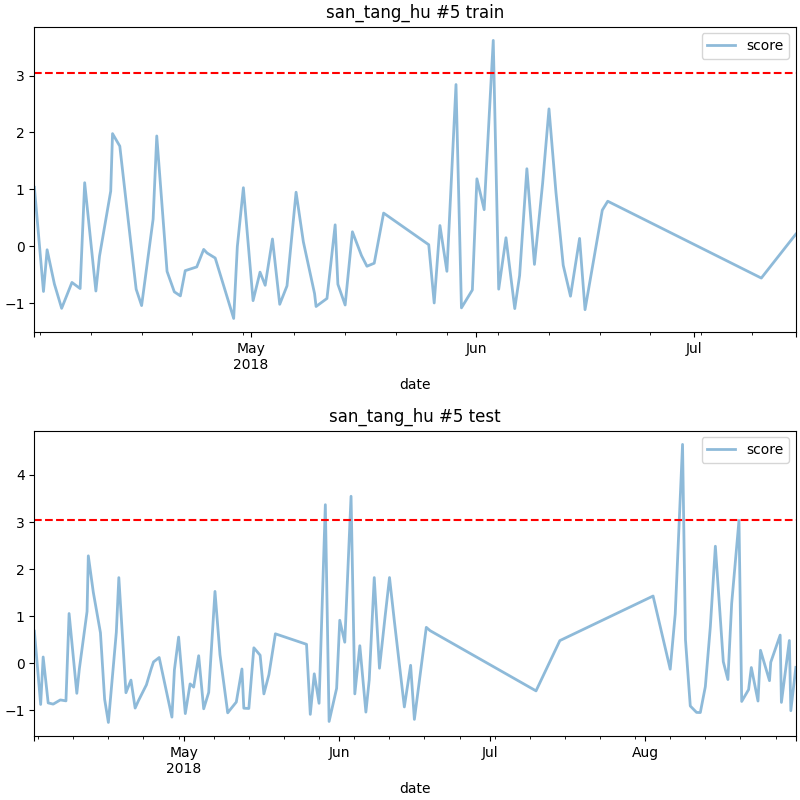 san_tang_hu #5 train
score
3
2
1
0
−1
May
2018
Jun
Jul
date
san_tang_hu #5 test
score
4
3
2
1
0
−1
May
2018
Jun
Jul
Aug
date